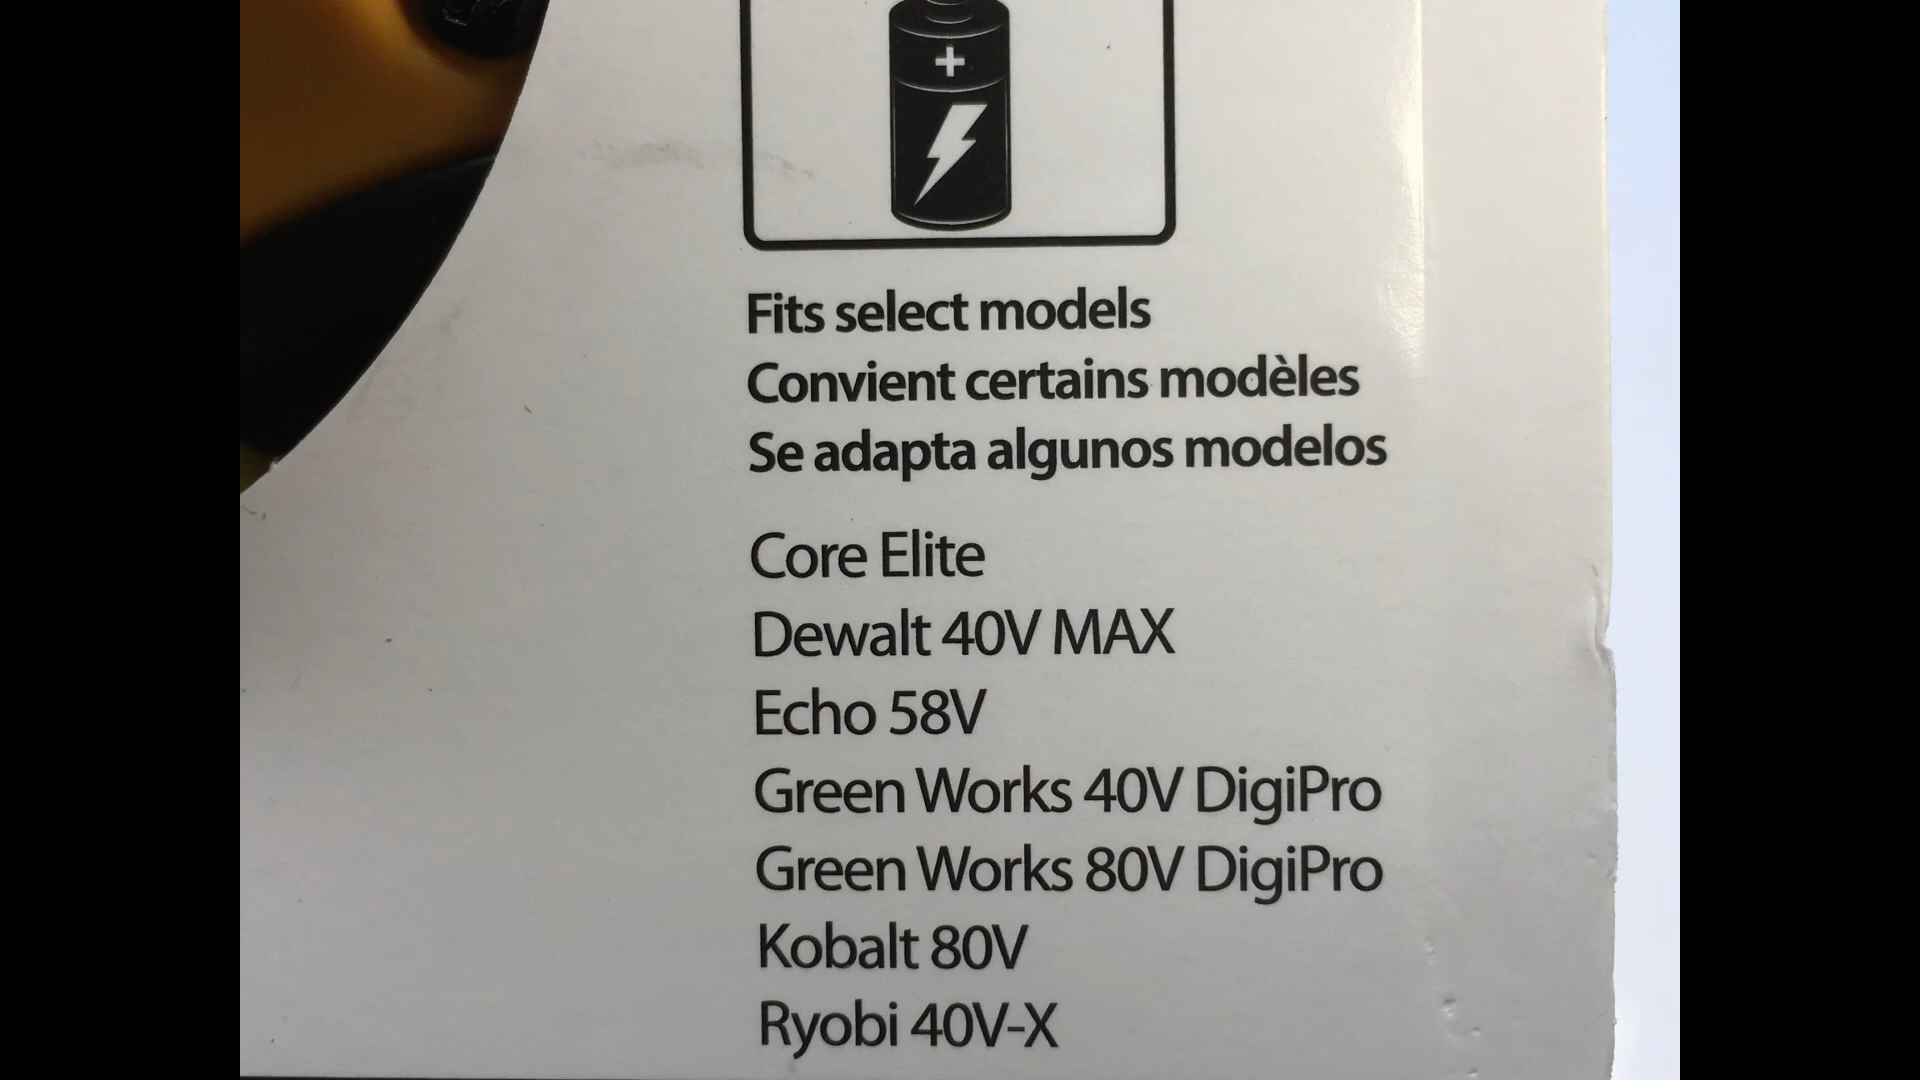 Fits select models
Convient certains modèles
Se adapta algunos modelos
Core Elite
Dewalt 40V MAX
Echo 58V
Green Works 40V DigiPro
Green Works 80V DigiPro
Kobalt 80V
Ryobi 40V-X